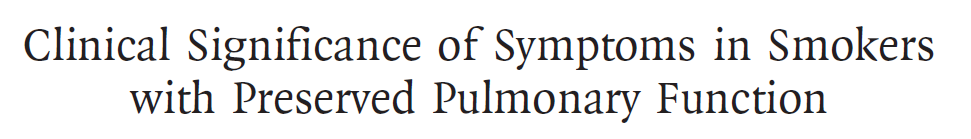 Clinical Significance of Symptoms in Smokers
with Preserved Pulmonary Function